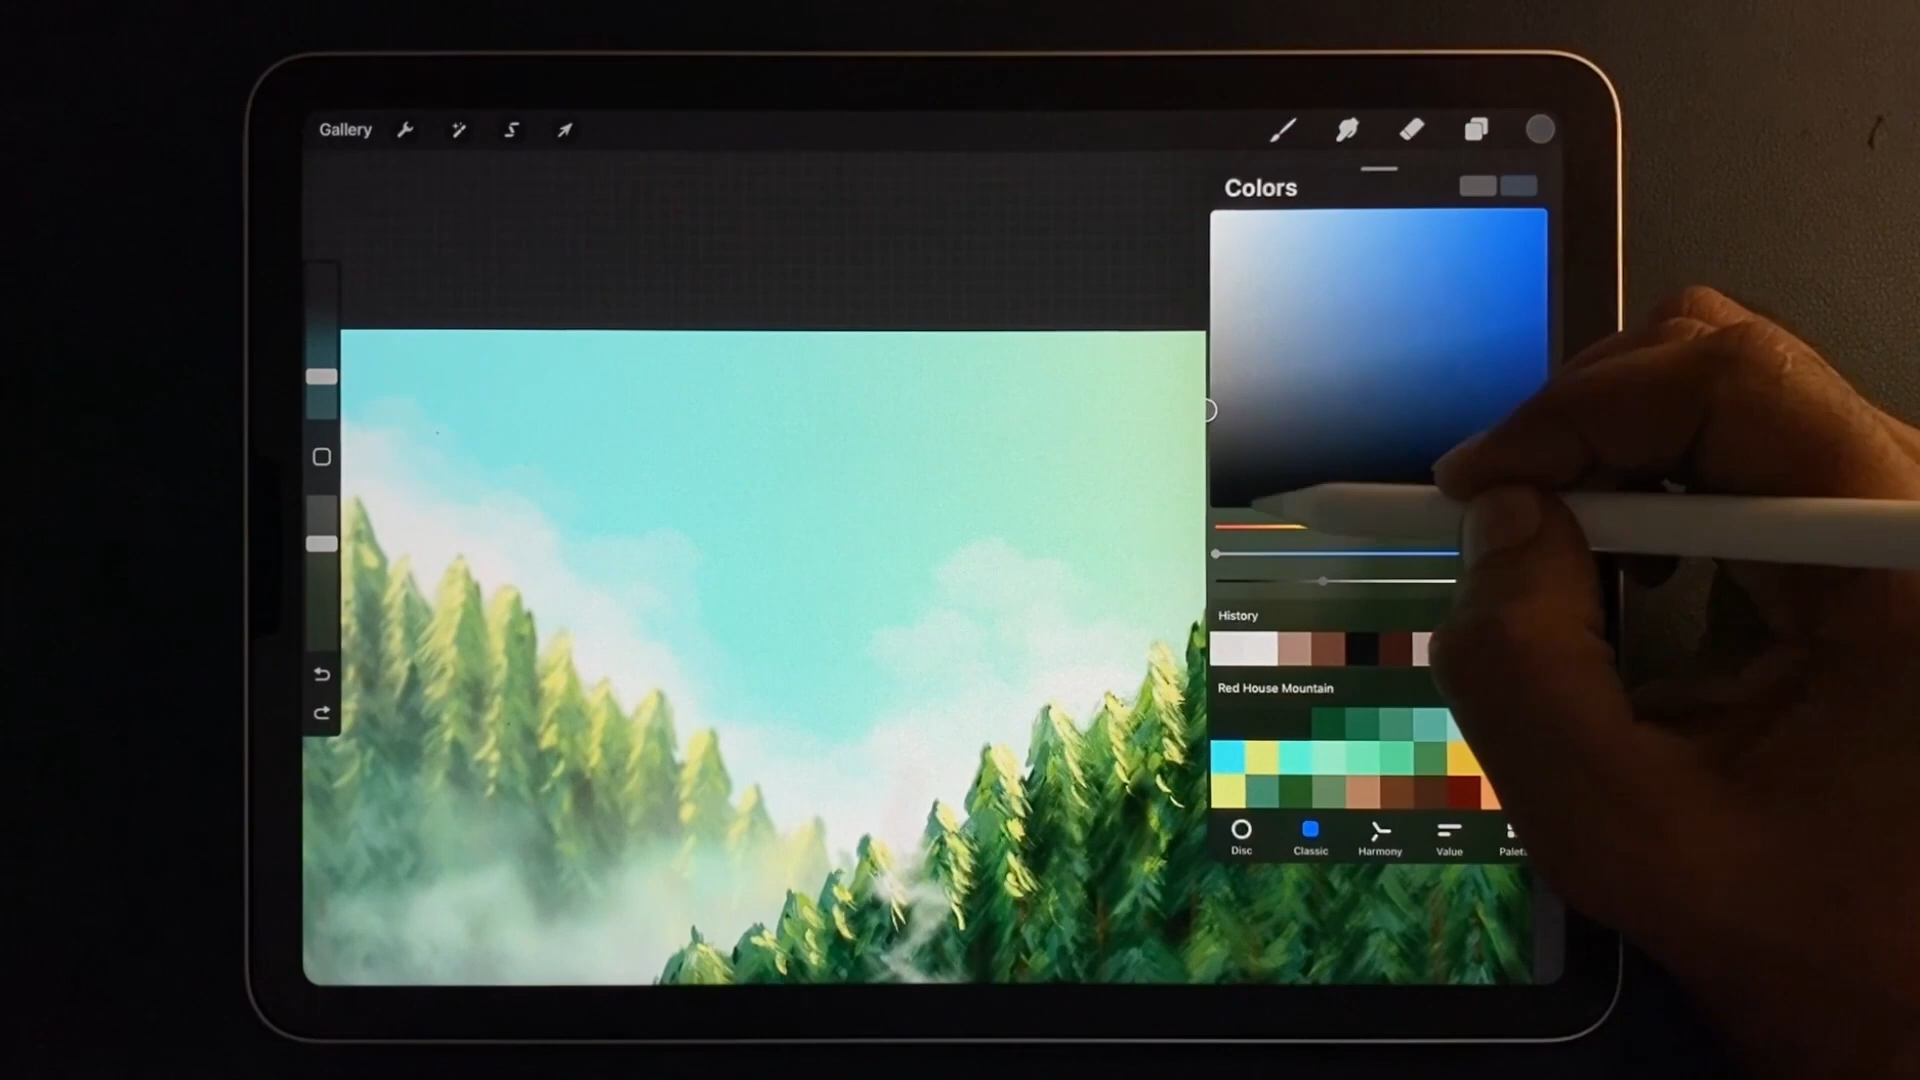 Gallery
Colors
History
Red House Mountain
Disc
Classic
Harmony
Value